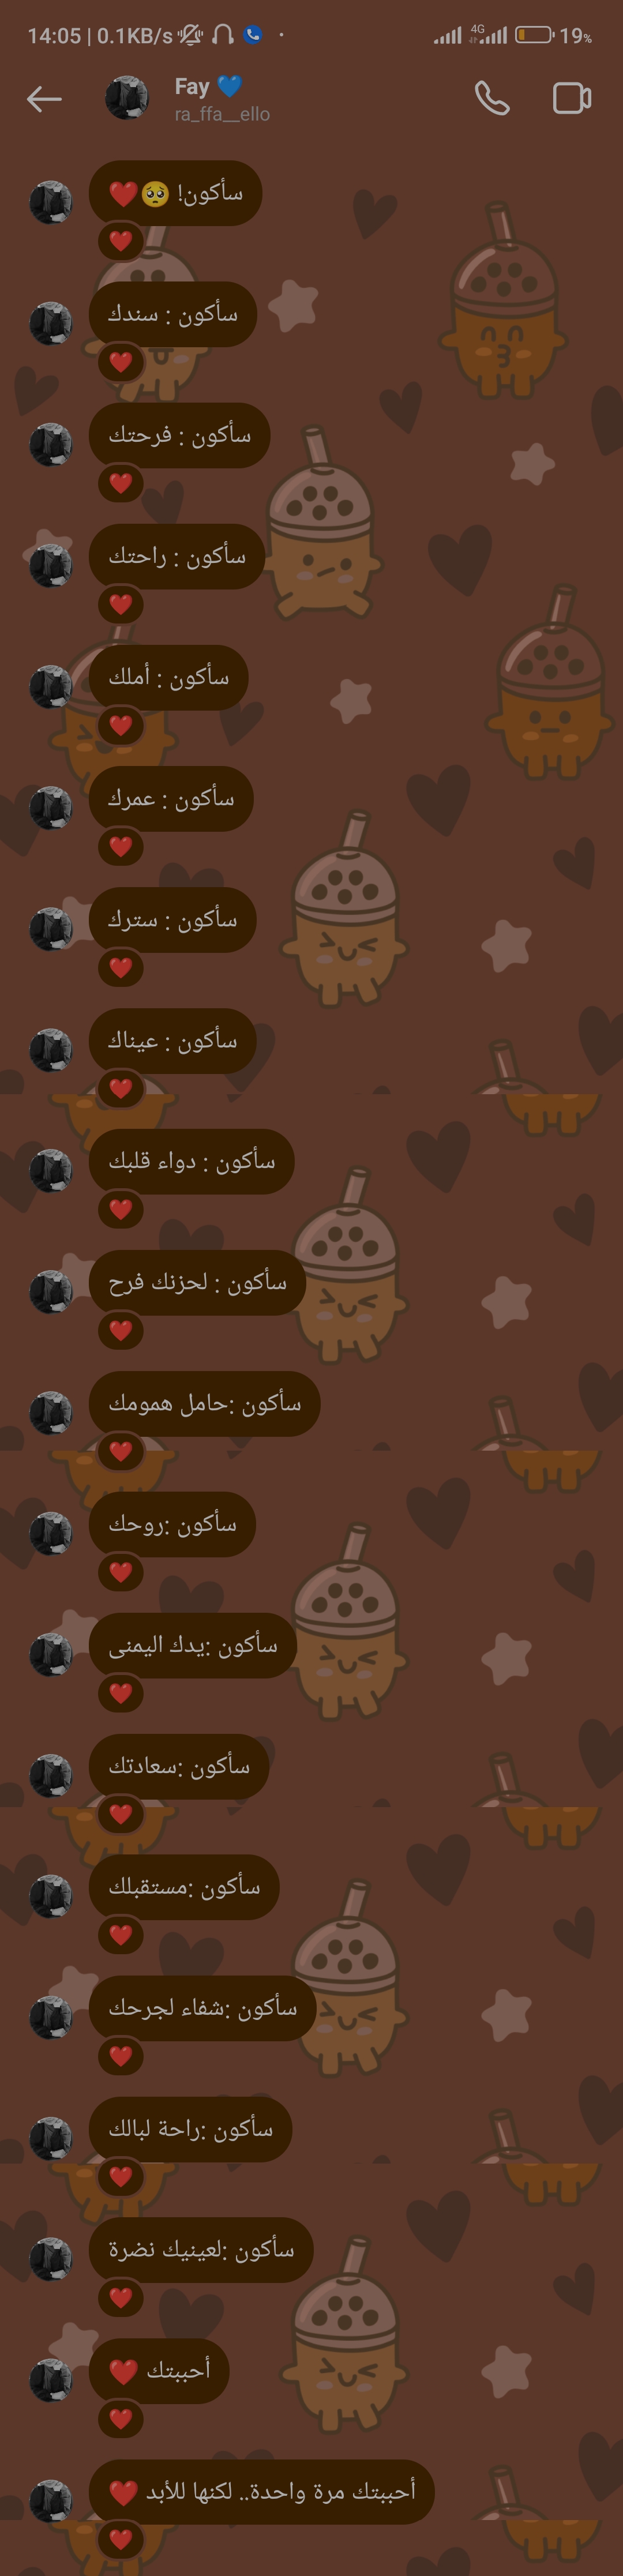 14:05 | 0.1KB/s
4G
19%
Fay 💙
ra_ffa__ello
سأكون! 🥺❤️
❤️
سأكون : سندك
❤️
سأكون : فرحتك
❤️
سأكون : راحتك
❤️
سأكون : أملك
❤️
سأكون : عمرك
❤️
سأكون : سترك
❤️
سأكون : عيناك
❤️
سأكون : دواء قلبك
❤️
سأكون : لحزنك فرح
❤️
سأكون :حامل همومك
❤️
سأكون :روحك
❤️
سأكون :يدك اليمنى
❤️
سأكون :سعادتك
❤️
سأكون :مستقبلك
❤️
سأكون :شفاء لجرحك
❤️
سأكون :راحة لبالك
❤️
سأكون :لعينيك نضرة
❤️
أحببتك ❤️
❤️
أحببتك مرة واحدة.. لكنها للأبد ❤️
❤️